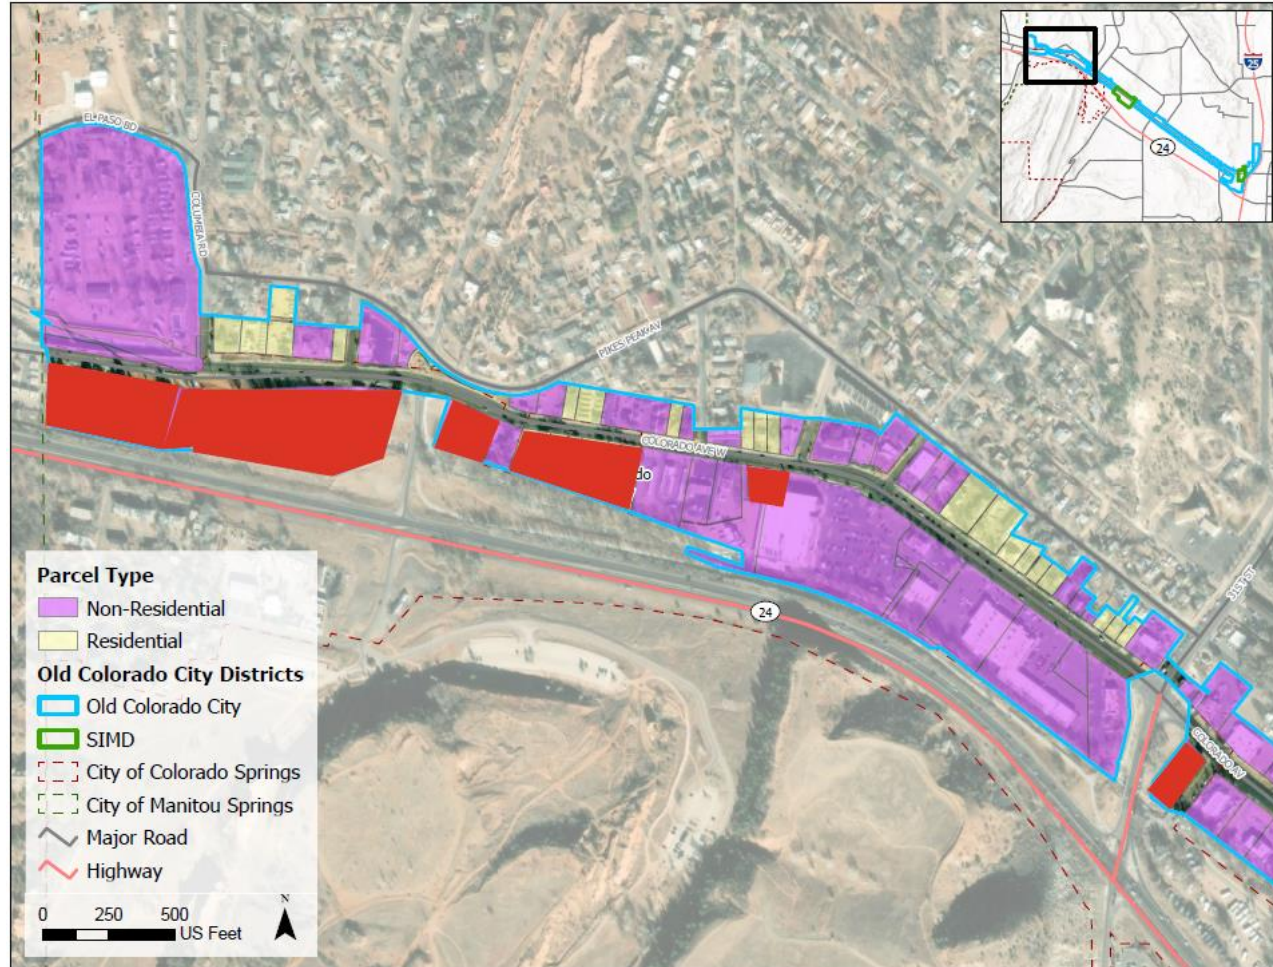 EL PASO BD
COLUMBIA RD
25
24
PIKES PEAK AV
COLORADO AVE W
do
31ST ST
COLORADO AV
24
Parcel Type
Non-Residential
Residential
Old Colorado City Districts
Old Colorado City
SIMD
City of Colorado Springs
City of Manitou Springs
Major Road
Highway
0 250 500
US Feet
N